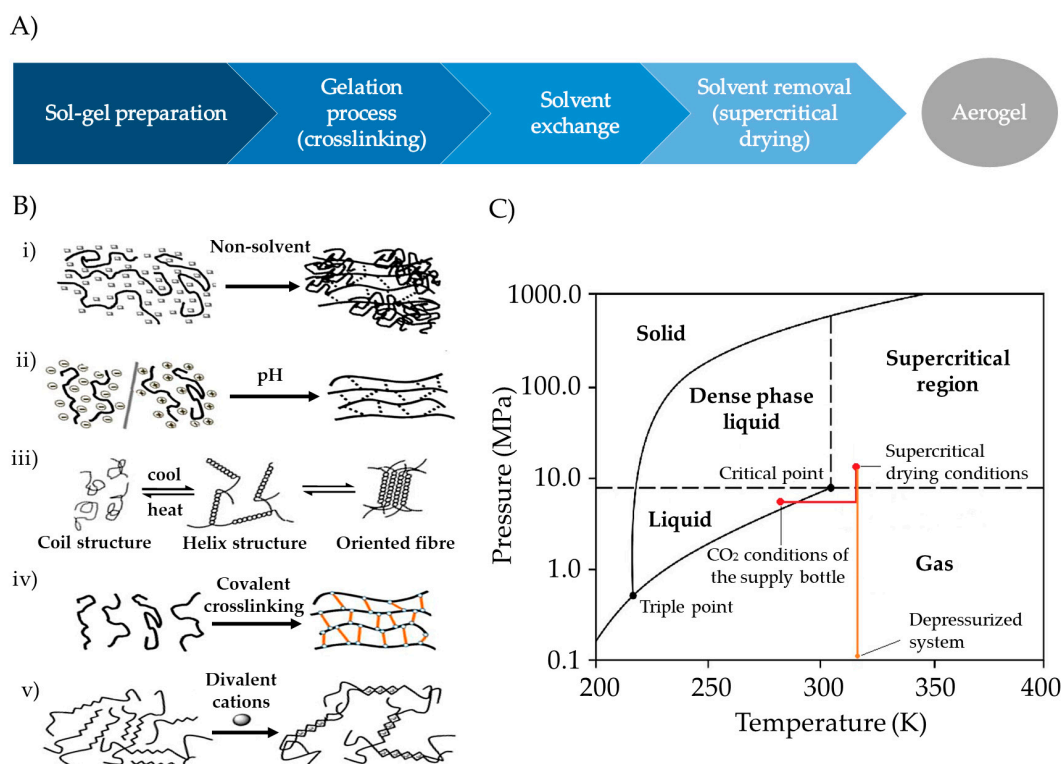 A)
Sol-gel preparation
Gelation
process
(crosslinking)
Solvent
exchange
Solvent removal
(supercritical
drying)
Aerogel
B)
i)
Non-solvent
ii)
pH
iii)
cool
heat
Coil structure
Helix structure
Oriented fibre
iv)
Covalent
crosslinking
v)
Divalent
cations
C)
Pressure (MPa)
1000.0
100.0
10.0
1.0
0.1
Solid
Dense phase
liquid
Supercritical
region
Critical point
Supercritical
drying conditions
Liquid
CO₂ conditions of
the supply bottle
Gas
Triple point
Depressurized
system
200
250
300
350
400
Temperature (K)